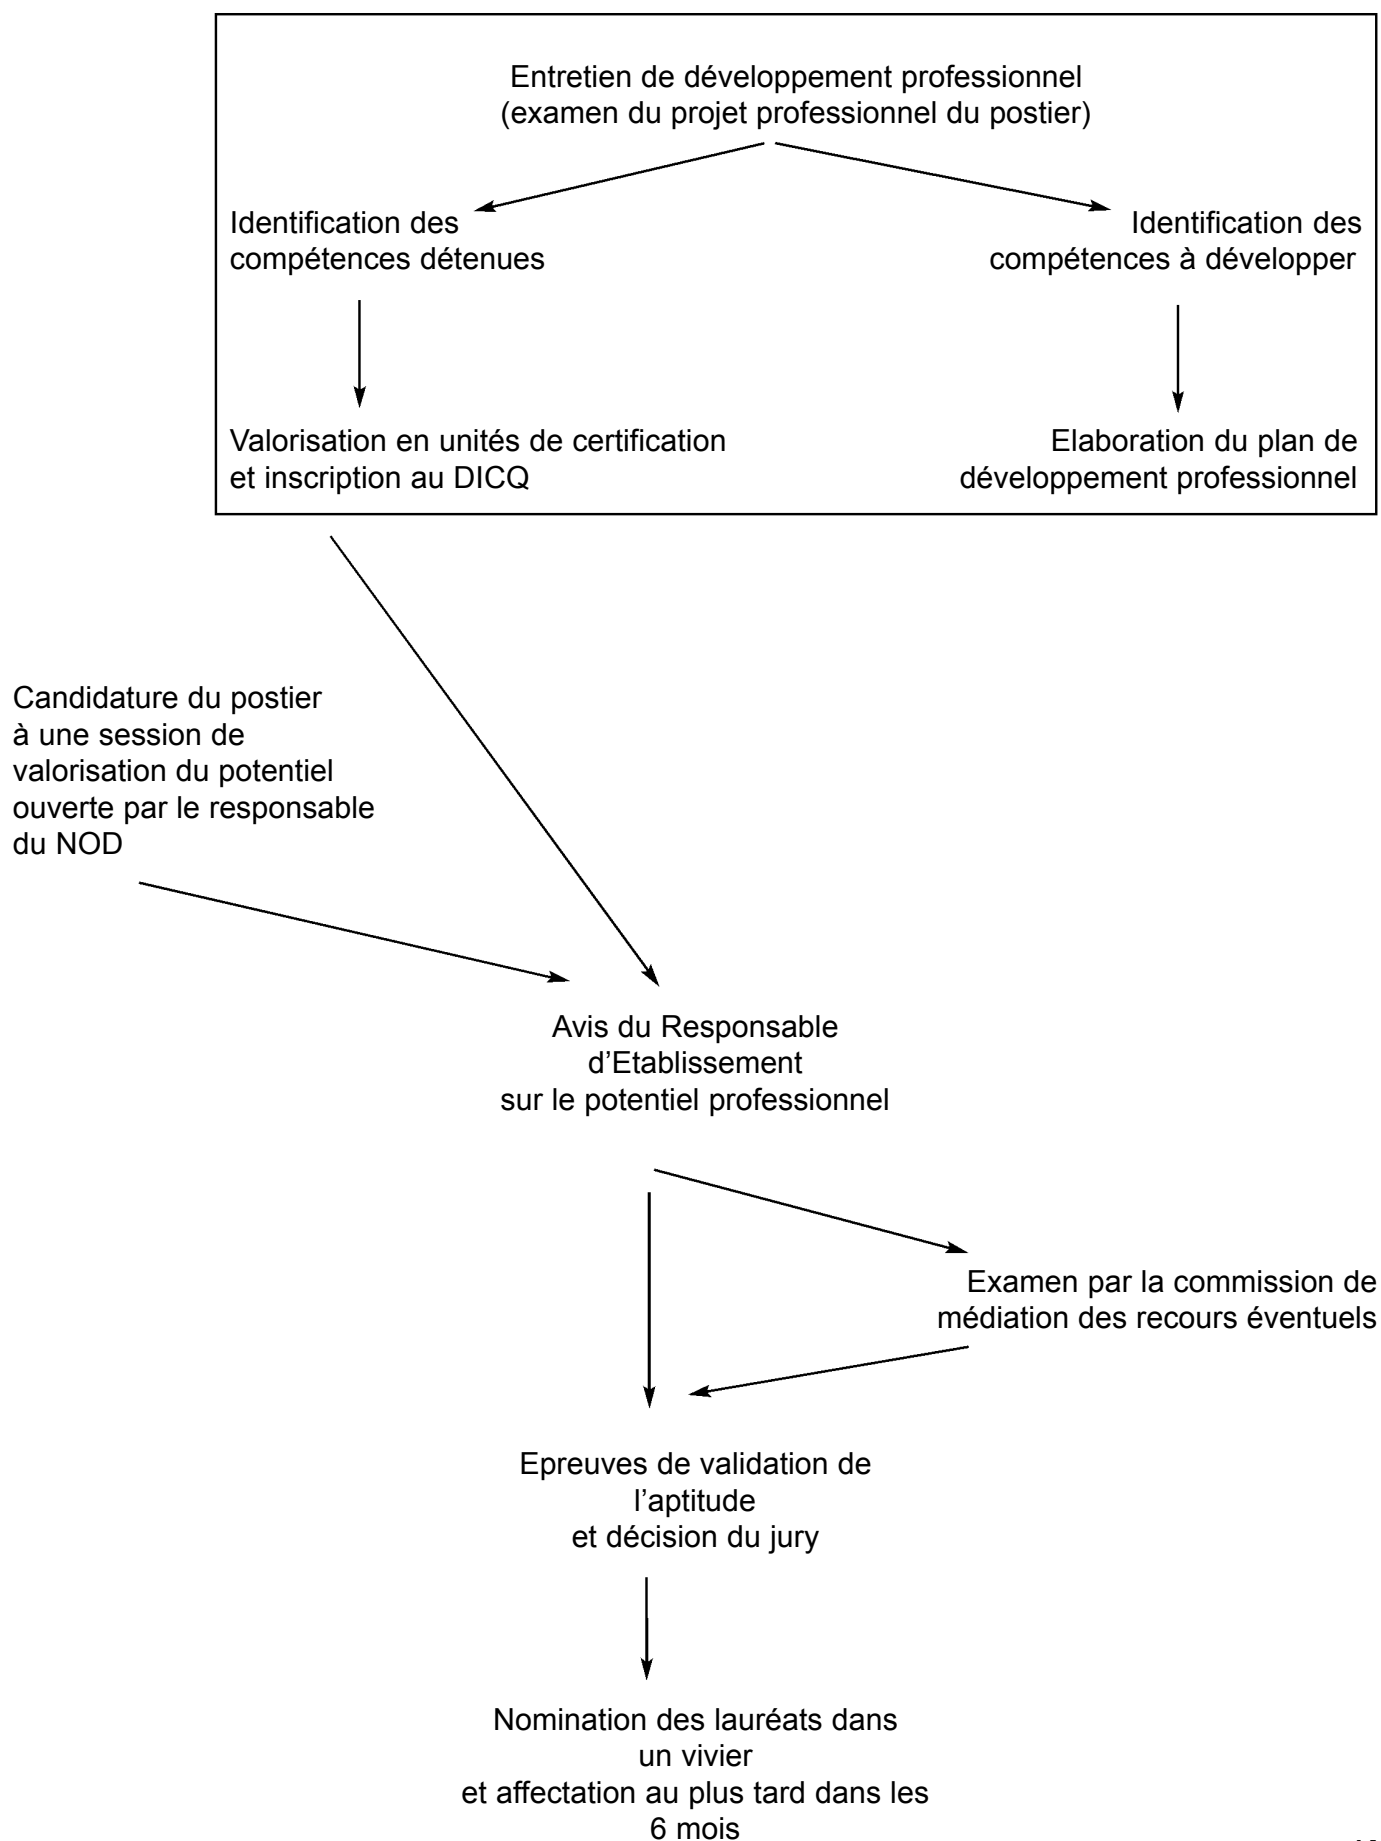 Entretien de développement professionnel
(examen du projet professionnel du postier)
Identification des
compétences détenues
Identification des
compétences à développer
Valorisation en unités de certification
et inscription au DICQ
Elaboration du plan de
développement professionnel
Candidature du postier
à une session de
valorisation du potentiel
ouverte par le responsable
du NOD
Avis du Responsable
d’Etablissement
sur le potentiel professionnel
Examen par la commission de
médiation des recours éventuels
Epreuves de validation de
l’aptitude
et décision du jury
Nomination des lauréats dans
un vivier
et affectation au plus tard dans les
6 mois